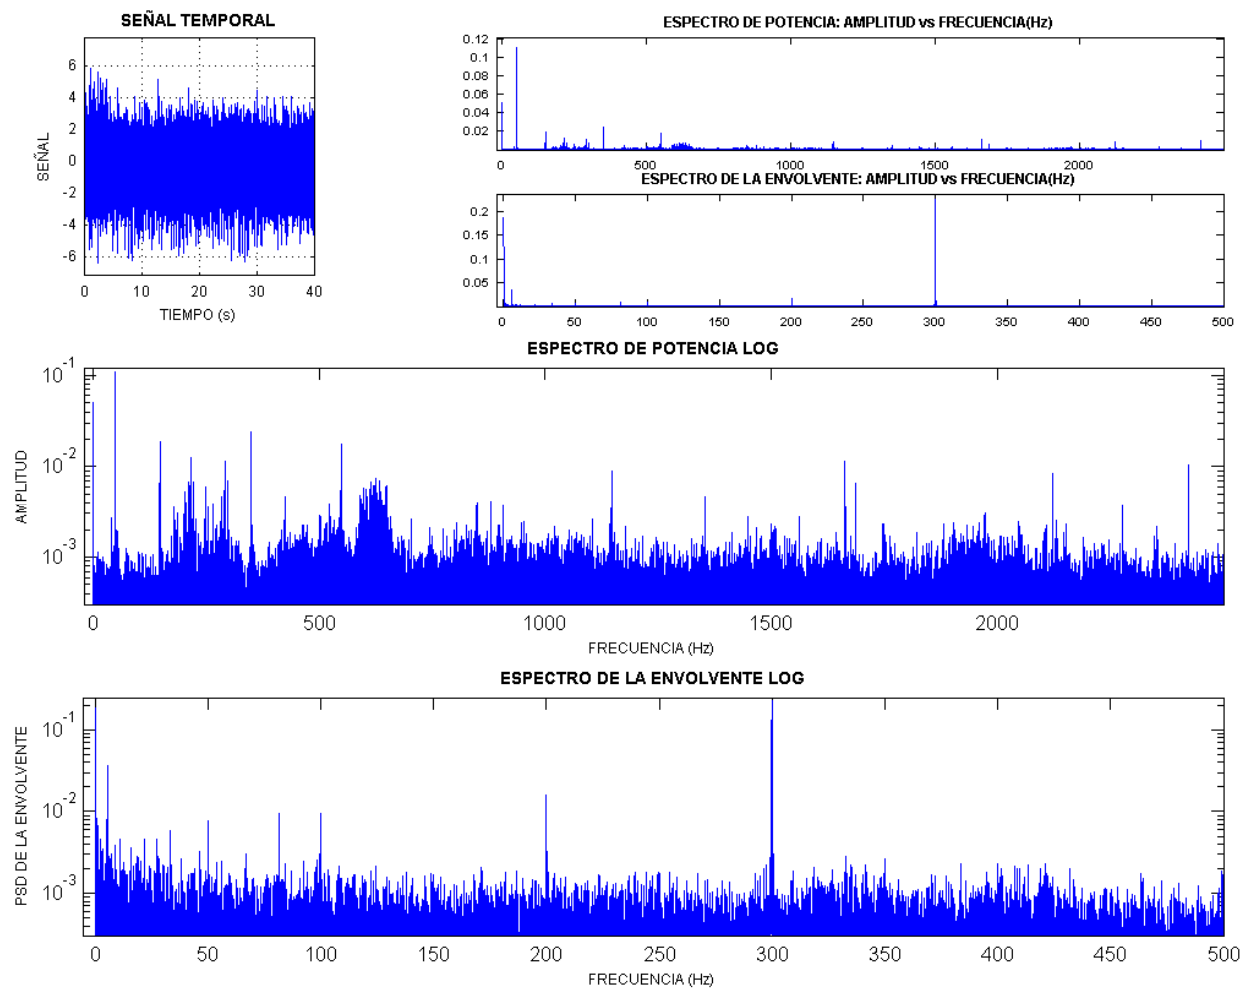 SEÑAL TEMPORAL
6
4
2
0
-2
-4
-6
SEÑAL
0 10 20 30 40
TIEMPO (s)
ESPECTRO DE POTENCIA: AMPLITUD vs FRECUENCIA(Hz)
0.12
0.1
0.08
0.06
0.04
0.02
0 500 1000 1500 2000
ESPECTRO DE LA ENVOLVENTE: AMPLITUD vs FRECUENCIA(Hz)
0.2
0.15
0.1
0.05
0 50 100 150 200 250 300 350 400 450 500
ESPECTRO DE POTENCIA LOG
10-1
10-2
10-3
AMPLITUD
0 500 1000 1500 2000
FRECUENCIA (Hz)
ESPECTRO DE LA ENVOLVENTE LOG
10-1
10-2
10-3
PSD DE LA ENVOLVENTE
0 50 100 150 200 250 300 350 400 450 500
FRECUENCIA (Hz)